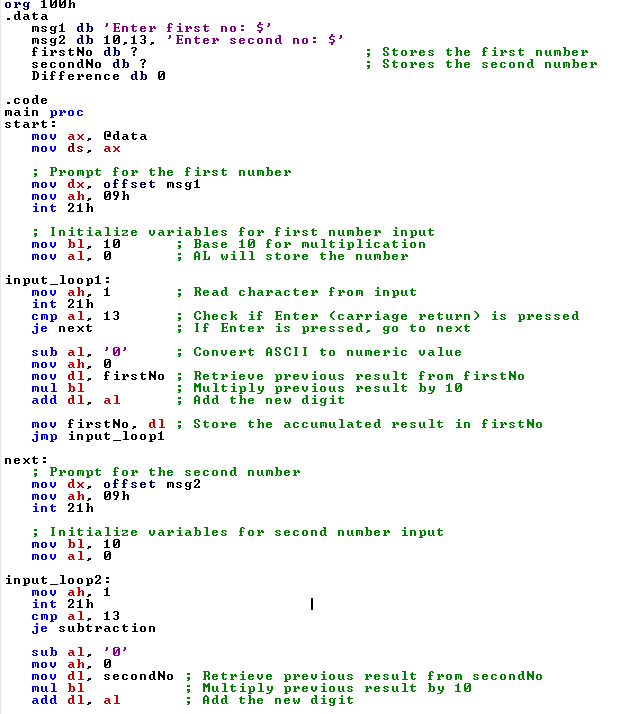 org 100h
.data
msg1 db 'Enter first no: $'
msg2 db 10,13, 'Enter second no: $'
firstNo db ? ; Stores the first number
secondNo db ? ; Stores the second number
Difference db 0
.code
main proc
start:
mov ax, @data
mov ds, ax
; Prompt for the first number
mov dx, offset msg1
mov ah, 09h
int 21h
; Initialize variables for first number input
mov bl, 10 ; Base 10 for multiplication
mov al, 0 ; AL will store the number
input_loop1:
mov ah, 1 ; Read character from input
int 21h
cmp al, 13 ; Check if Enter (carriage return) is pressed
je next ; If Enter is pressed, go to next
sub al, '0' ; Convert ASCII to numeric value
mov ah, 0
mov dl, firstNo ; Retrieve previous result from firstNo
mul bl ; Multiply previous result by 10
add dl, al ; Add the new digit
mov firstNo, dl ; Store the accumulated result in firstNo
jmp input_loop1
next:
; Prompt for the second number
mov dx, offset msg2
mov ah, 09h
int 21h
; Initialize variables for second number input
mov bl, 10
mov al, 0
input_loop2:
mov ah, 1
int 21h
cmp al, 13
je subtraction
sub al, '0'
mov ah, 0
mov dl, secondNo ; Retrieve previous result from secondNo
mul bl ; Multiply previous result by 10
add dl, al ; Add the new digit